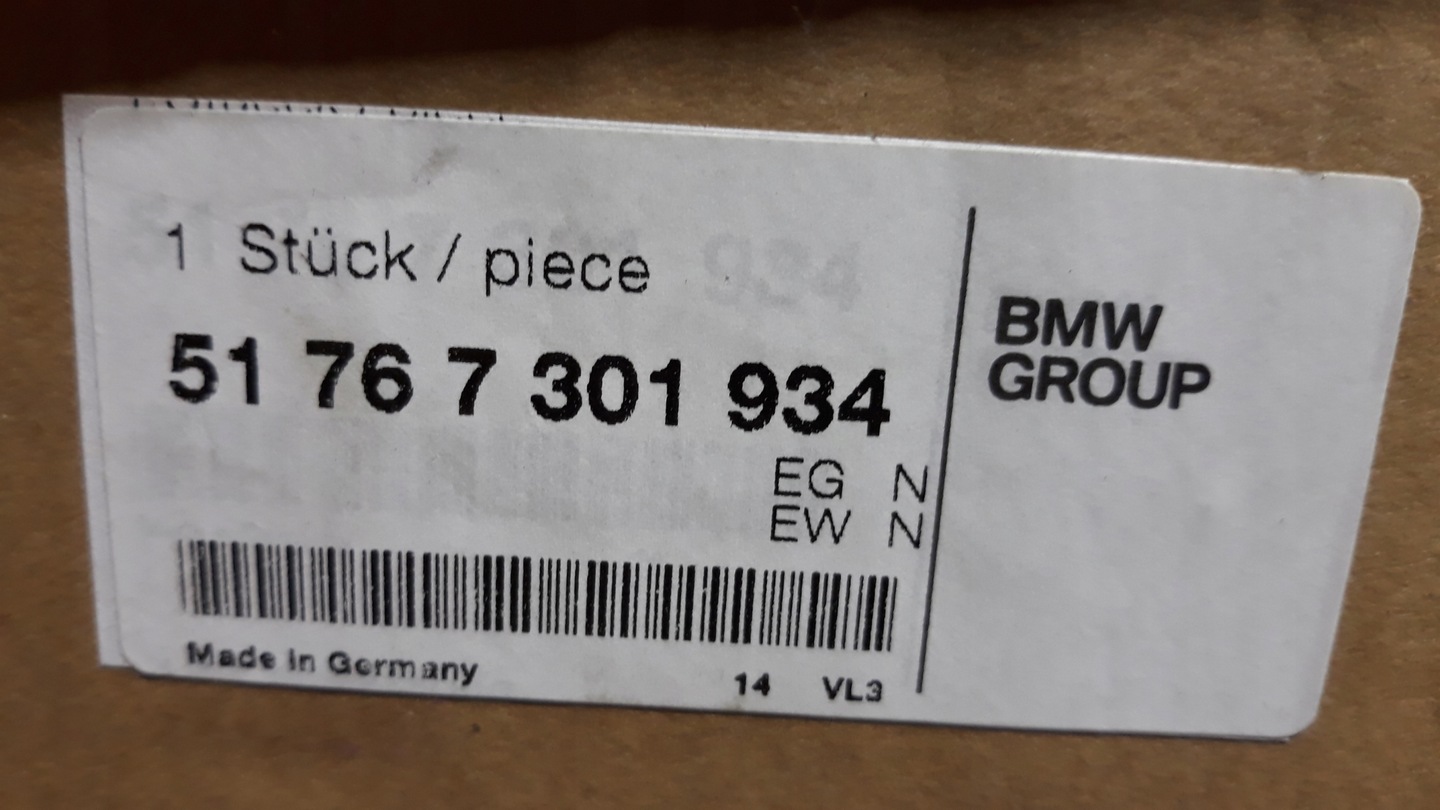 1 Stück / piece
51 76 7 301 934
EG N
EW N
Made in Germany
14 VL3
BMW
GROUP